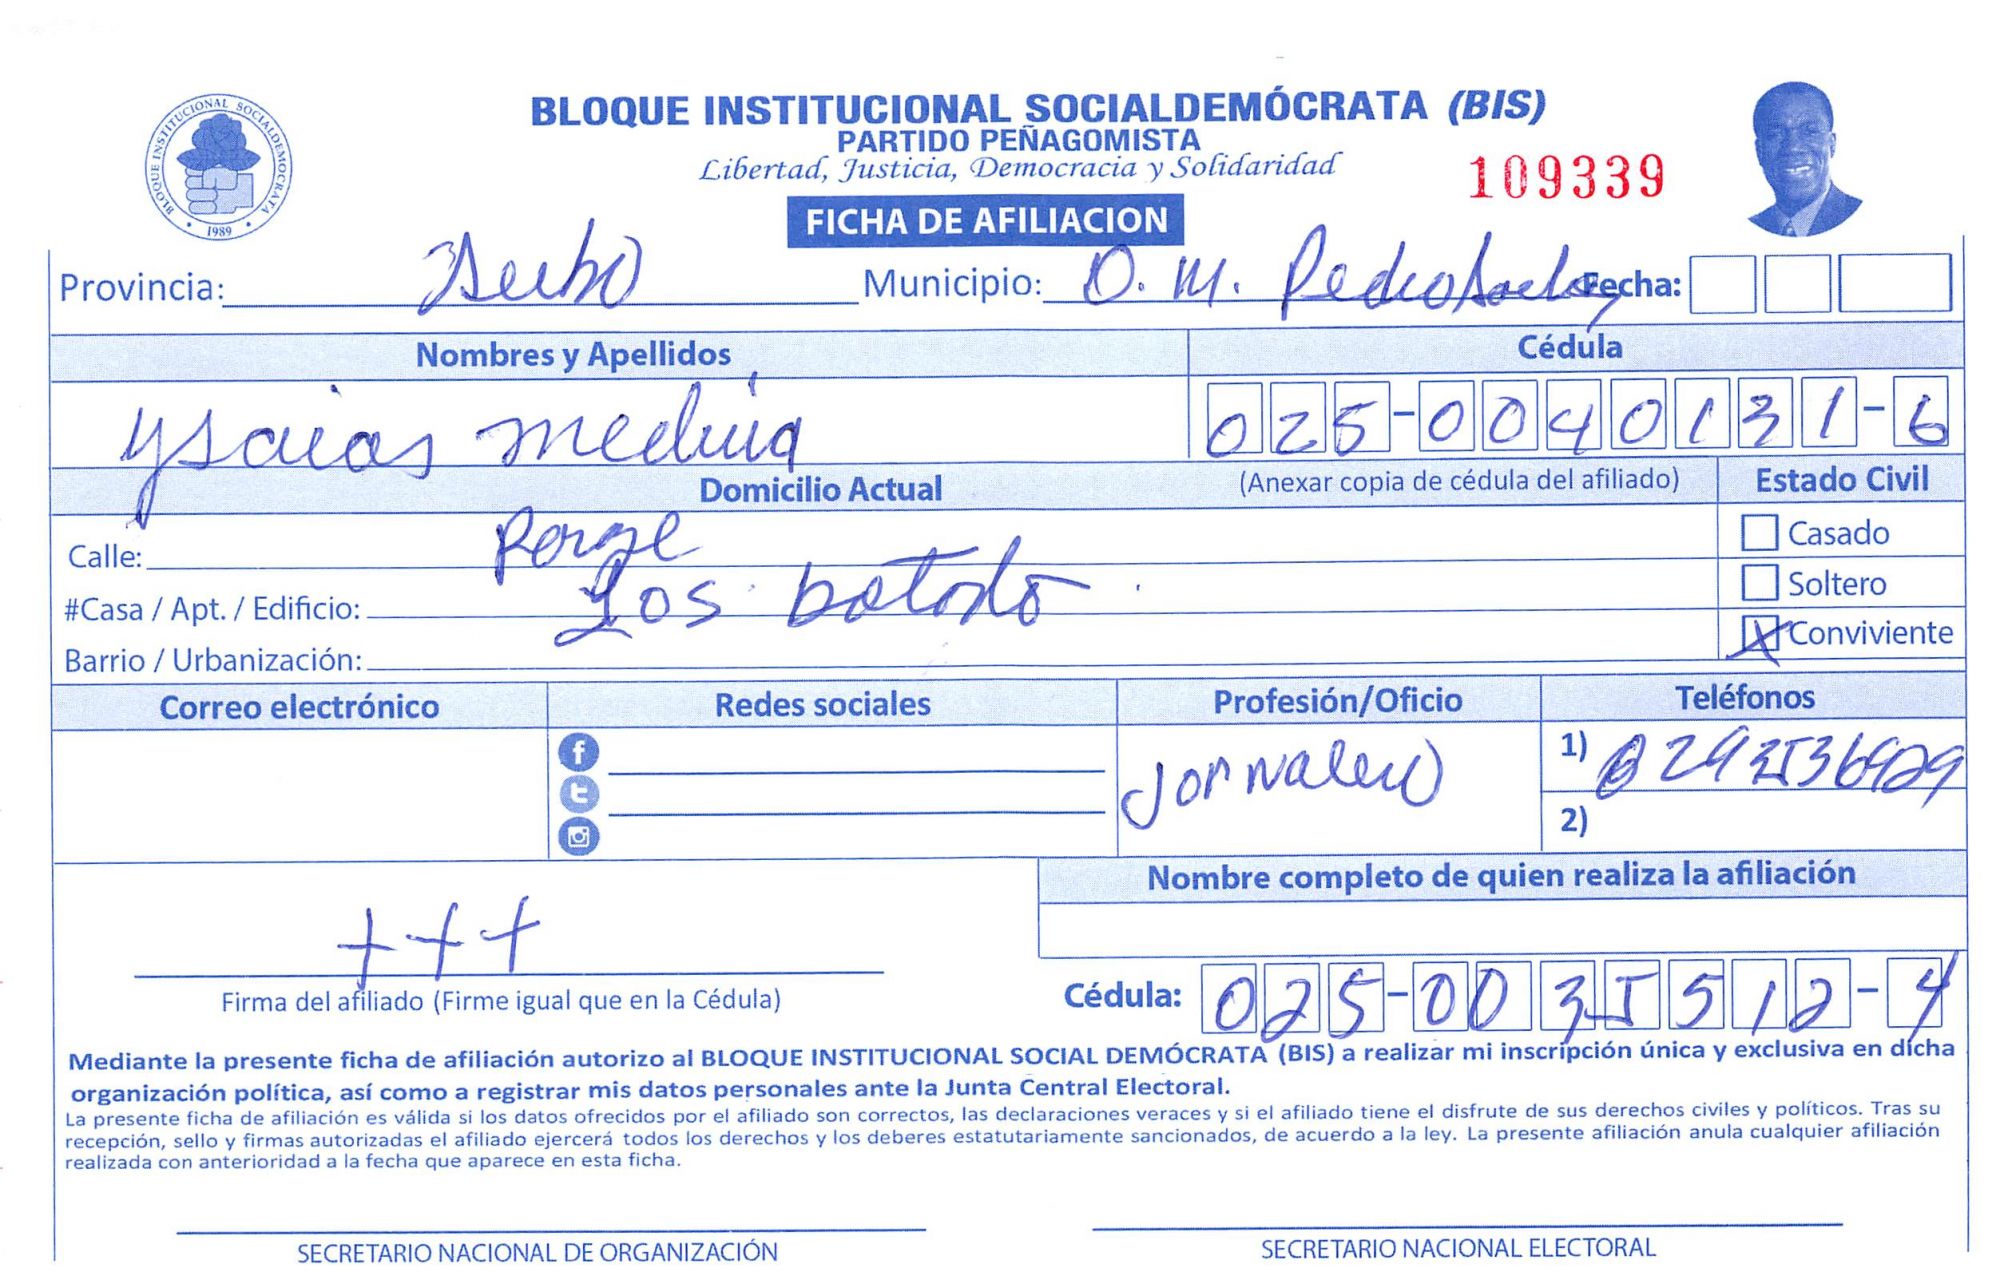 BLOQUE INSTITUCIONAL SOCIALDEMÓCRATA (BIS)
PARTIDO PEÑAGOMISTA
Libertad, Justicia, Democracia y Solidaridad
109339
BLOQUE INSTITUCIONAL SOCIALDEMOCRATA
1989
FICHA DE AFILIACION
Provincia: Municipio: D. M. Pedro Fecha:
Nombres y Apellidos Cédula
Ysaias medina 025-0040131-6
Domicilio Actual (Anexar copia de cédula del afiliado) Estado Civil
Calle: Casado
#Casa / Apt. / Edificio: Los Soltero
Barrio / Urbanización: X Conviviente
Correo electrónico Redes sociales Profesión/Oficio Teléfonos
Jornalero 1)
2)
Nombre completo de quien realiza la afiliación
+++
Firma del afiliado (Firme igual que en la Cédula) Cédula: 025-0035512-4
Mediante la presente ficha de afiliación autorizo al BLOQUE INSTITUCIONAL SOCIAL DEMÓCRATA (BIS) a realizar mi inscripción única y exclusiva en dicha
organización política, así como a registrar mis datos personales ante la Junta Central Electoral.
La presente ficha de afiliación es válida si los datos ofrecidos por el afiliado son correctos, las declaraciones veraces y si el afiliado tiene el disfrute de sus derechos civiles y políticos. Tras su
recepción, sello y firmas autorizadas el afiliado ejercerá todos los derechos y los deberes estatutariamente sancionados, de acuerdo a la ley. La presente afiliación anula cualquier afiliación
realizada con anterioridad a la fecha que aparece en esta ficha.
SECRETARIO NACIONAL DE ORGANIZACIÓN SECRETARIO NACIONAL ELECTORAL